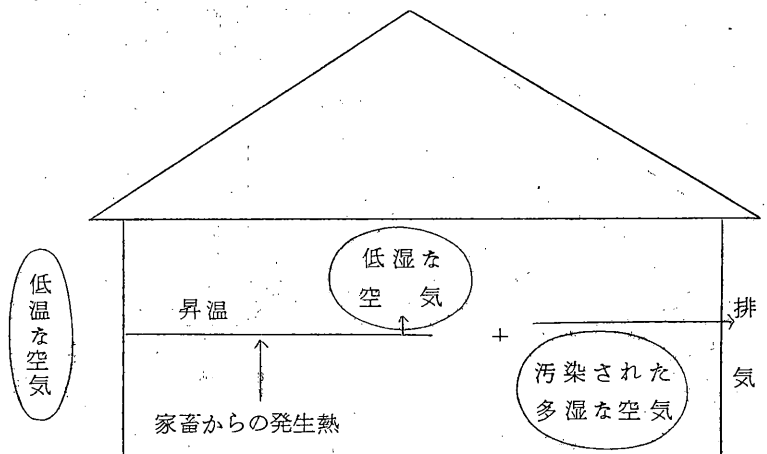 低温な空気
昇温
家畜からの発生熱
低湿な
空気
+
汚染された
多湿な空気
排気